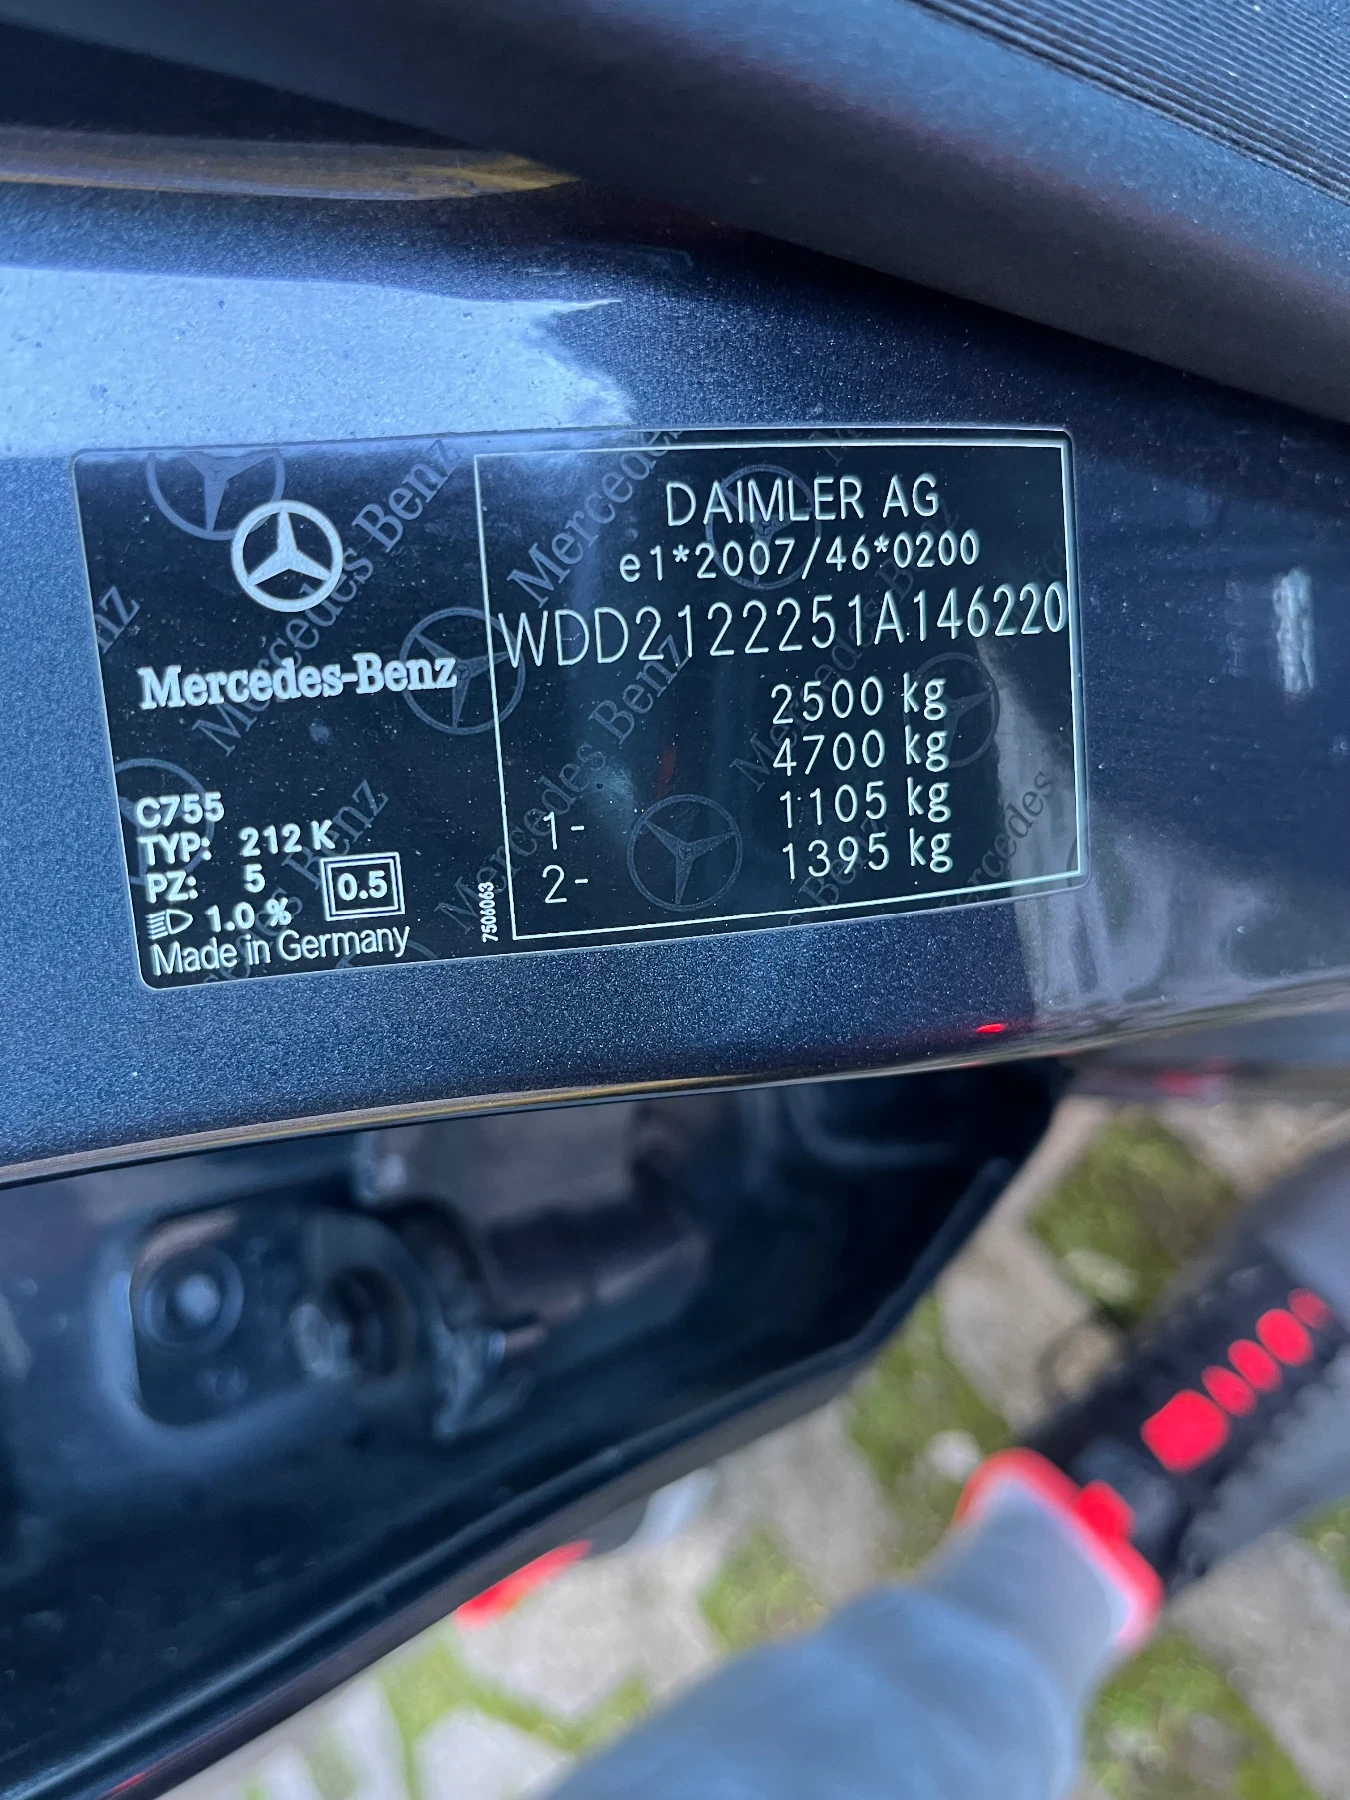 Mercedes-Benz
C755
TYP: 212 K
PZ: 5
0.5
1.0 %
Made in Germany
7506063
DAIMLER AG
e1*2007/46*0200
WDD2122251A146220
2500 kg
4700 kg
1- 1105 kg
2- 1395 kg